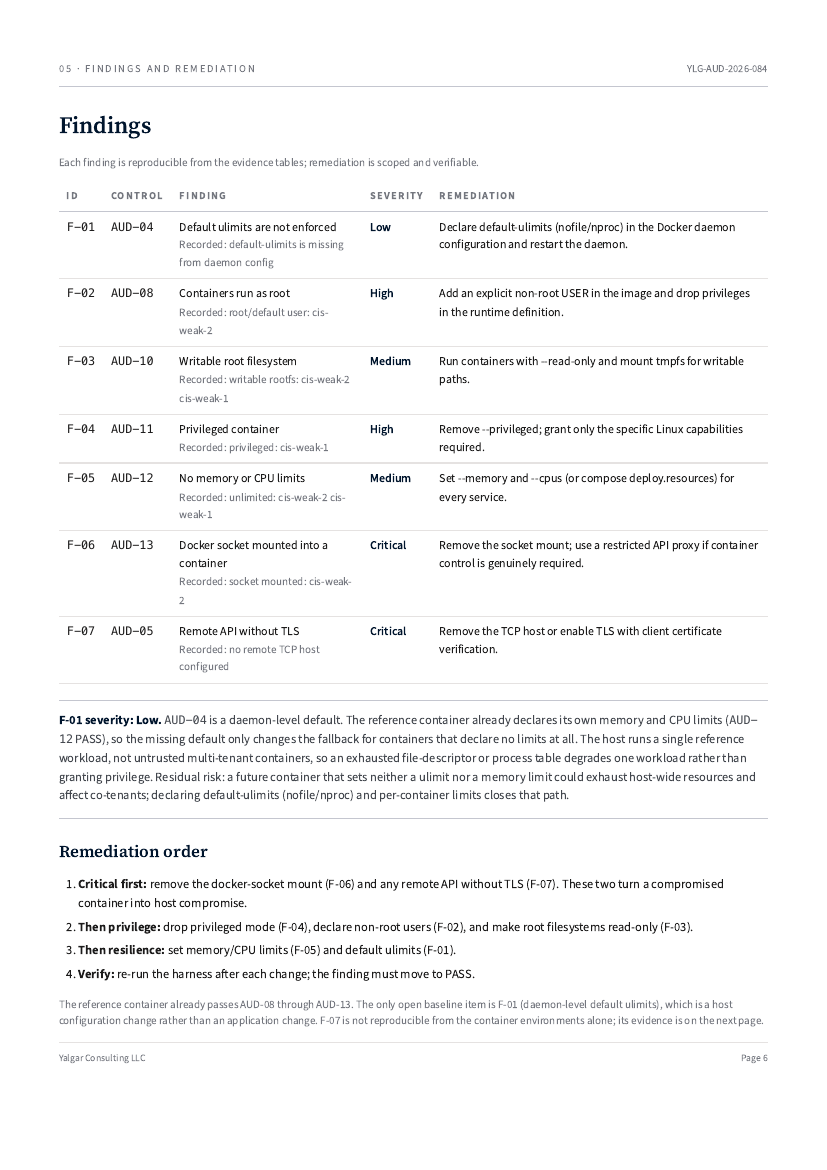 05 · FINDINGS AND REMEDIATION YLG-AUD-2026-084
Findings
Each finding is reproducible from the evidence tables; remediation is scoped and verifiable.
ID CONTROL FINDING SEVERITY REMEDIATION
F–01 AUD–04 Default ulimits are not enforced Low Declare default-ulimits (nofile/nproc) in the Docker daemon
Recorded: default-ulimits is missing configuration and restart the daemon.
from daemon config
F–02 AUD–08 Containers run as root High Add an explicit non-root USER in the image and drop privileges
Recorded: root/default user: cis- in the runtime definition.
weak-2
F–03 AUD–10 Writable root filesystem Medium Run containers with --read-only and mount tmpfs for writable
Recorded: writable rootfs: cis-weak-2 paths.
cis-weak-1
F–04 AUD–11 Privileged container High Remove --privileged; grant only the specific Linux capabilities
Recorded: privileged: cis-weak-1 required.
F–05 AUD–12 No memory or CPU limits Medium Set --memory and --cpus (or compose deploy.resources) for
Recorded: unlimited: cis-weak-2 cis- every service.
weak-1
F–06 AUD–13 Docker socket mounted into a Critical Remove the socket mount; use a restricted API proxy if container
container control is genuinely required.
Recorded: socket mounted: cis-weak-
2
F–07 AUD–05 Remote API without TLS Critical Remove the TCP host or enable TLS with client certificate
Recorded: no remote TCP host verification.
configured
F-01 severity: Low. AUD–04 is a daemon-level default. The reference container already declares its own memory and CPU limits (AUD–
12 PASS), so the missing default only changes the fallback for containers that declare no limits at all. The host runs a single reference
workload, not untrusted multi-tenant containers, so an exhausted file-descriptor or process table degrades one workload rather than
granting privilege. Residual risk: a future container that sets neither a ulimit nor a memory limit could exhaust host-wide resources and
affect co-tenants; declaring default-ulimits (nofile/nproc) and per-container limits closes that path.
Remediation order
1. Critical first: remove the docker-socket mount (F-06) and any remote API without TLS (F-07). These two turn a compromised
container into host compromise.
2. Then privilege: drop privileged mode (F-04), declare non-root users (F-02), and make root filesystems read-only (F-03).
3. Then resilience: set memory/CPU limits (F-05) and default ulimits (F-01).
4. Verify: re-run the harness after each change; the finding must move to PASS.
The reference container already passes AUD-08 through AUD-13. The only open baseline item is F-01 (daemon-level default ulimits), which is a host
configuration change rather than an application change. F-07 is not reproducible from the container environments alone; its evidence is on the next page.
Yalgar Consulting LLC Page 6